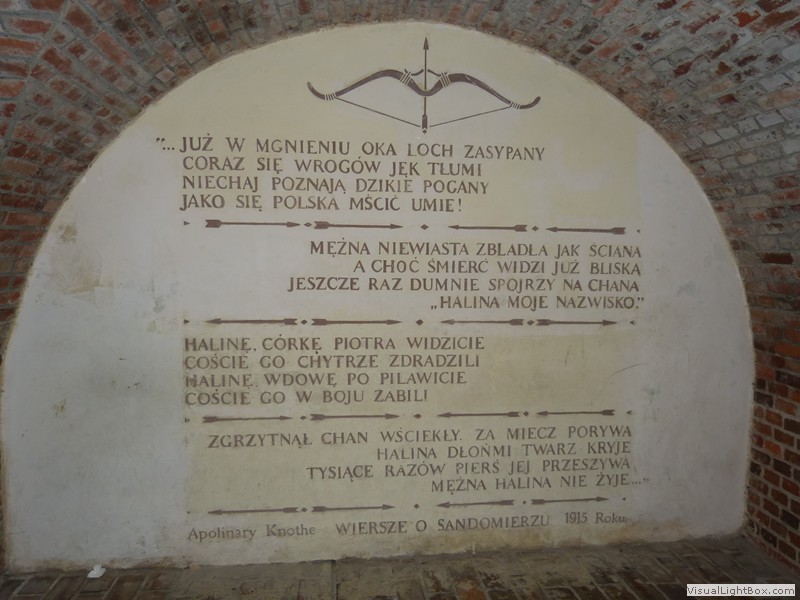 "...JUŻ W MGNIENIU OKA LOCH ZASYPANY
CORAZ SIĘ WROGÓW JĘK TŁUMI
NIECHAJ POZNAJĄ DZIKIE POGANY
JAKO SIĘ POLSKA MŚCIĆ UMIE!
MĘŻNA NIEWIASTA ZBLADŁA JAK ŚCIANA
A CHOĆ ŚMIERĆ WIDZI JUŻ BLISKĄ
JESZCZE RAZ DUMNIE SPOJRZY NA CHANA
„HALINA MOJE NAZWISKO."
HALINĘ, CÓRKĘ PIOTRA WIDZICIE
COŚCIE GO CHYTRZE ZDRADZILI
HALINĘ, WDOWĘ PO PILAWICIE
COŚCIE GO W BOJU ZABILI
ZGRZYTNĄŁ CHAN WŚCIEKŁY, ZA MIECZ PORYWA
HALINA DŁOŃMI TWARZ KRYJE
TYSIĄCE RAZÓW PIERŚ JEJ PRZESZYWA
MĘŻNA HALINA NIE ŻYJE..."
Apolinary Knothe WIERSZE O SANDOMIERZU 1915 Roku
VisualLightBox.com